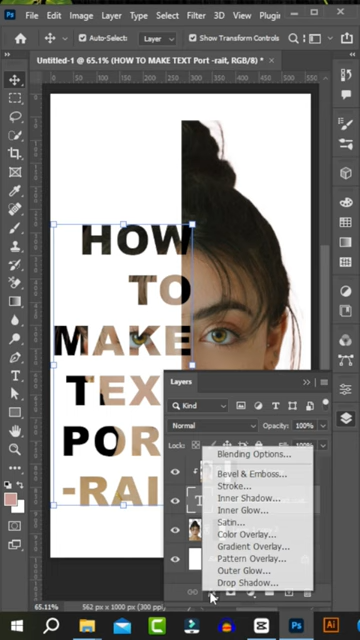 Ps File Edit Image Layer Type Select Filter 3D View
Auto-Select: Layer Show Transform Controls
Untitled-1 @ 65.1% (HOW TO MAKE TEXT Port -rait, RGB/8) *
HOW
TO
MAKE
TEX
POR
-RAI
Layers
Kind
Normal Opacity: 100%
Lock: Fill: 100%
Blending Options...
Bevel & Emboss...
Stroke...
Inner Shadow...
Inner Glow...
Satin...
Color Overlay...
Gradient Overlay...
Pattern Overlay...
Outer Glow...
Drop Shadow...
65.11% 562 px x 1000 px (300 ppi)
Ps Ai